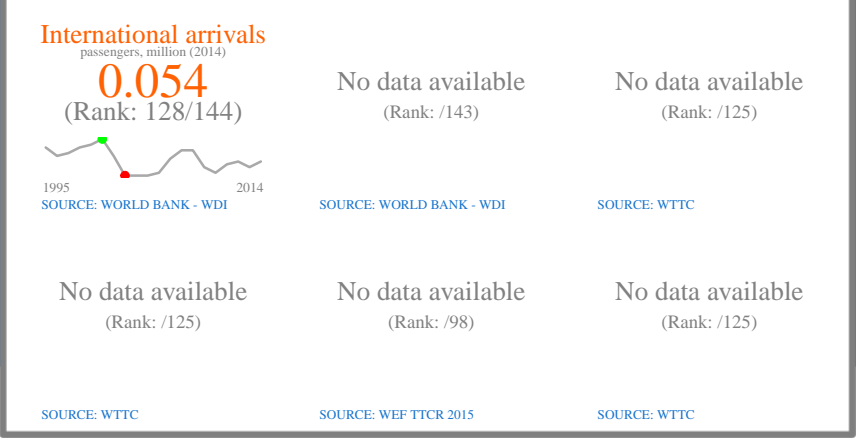 International arrivals
passengers, million (2014)
0.054
(Rank: 128/144)
1995
2014
SOURCE: WORLD BANK - WDI
No data available
(Rank: /143)
SOURCE: WORLD BANK - WDI
No data available
(Rank: /125)
SOURCE: WTTC
No data available
(Rank: /125)
SOURCE: WTTC
No data available
(Rank: /98)
SOURCE: WEF TTCR 2015
No data available
(Rank: /125)
SOURCE: WTTC